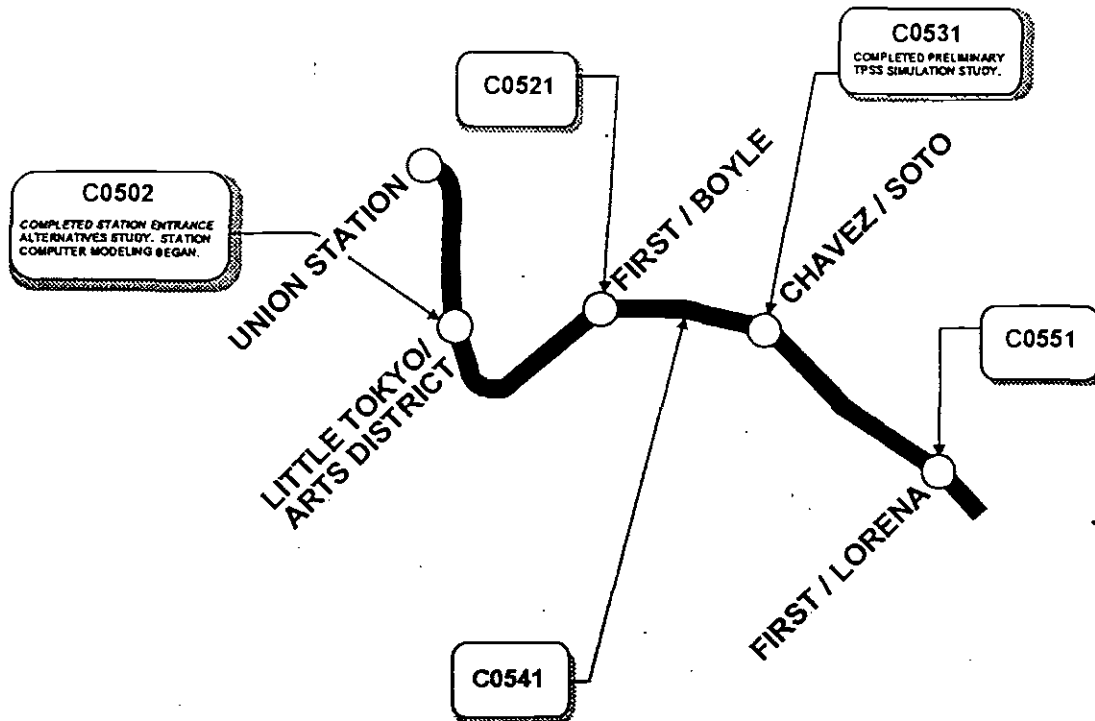 C0531
COMPLETED PRELIMINARY
TPSS SIMULATION STUDY.
C0521
C0502
COMPLETED STATION ENTRANCE
ALTERNATIVES STUDY. STATION
COMPUTER MODELING BEGAN.
UNION STATION
FIRST / BOYLE
CHAVEZ / SOTO
LITTLE TOKYO/
ARTS DISTRICT
C0551
FIRST / LORENA
C0541